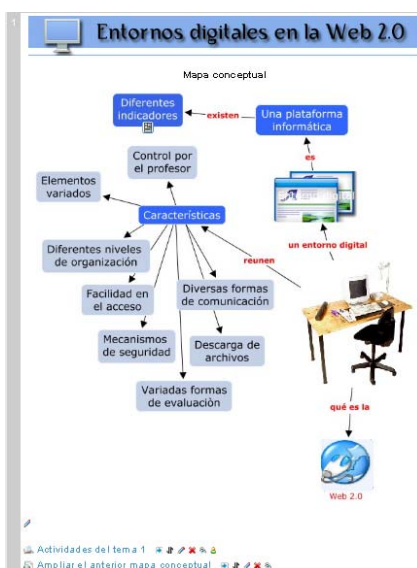 1
Entornos digitales en la Web 2.0
Mapa conceptual
Diferentes
indicadores
existen
Una plataforma
informática
es
Control por
el profesor
Elementos
variados
Características
un entorno digital
Diferentes niveles
de organización
reunen
Facilidad en
el acceso
Diversas formas
de comunicación
Mecanismos
de seguridad
Descarga de
archivos
Variadas formas
de evaluaciòn
qué es la
Web 2.0
Actividades del tema 1
Ampliar el anterior mapa conceptual